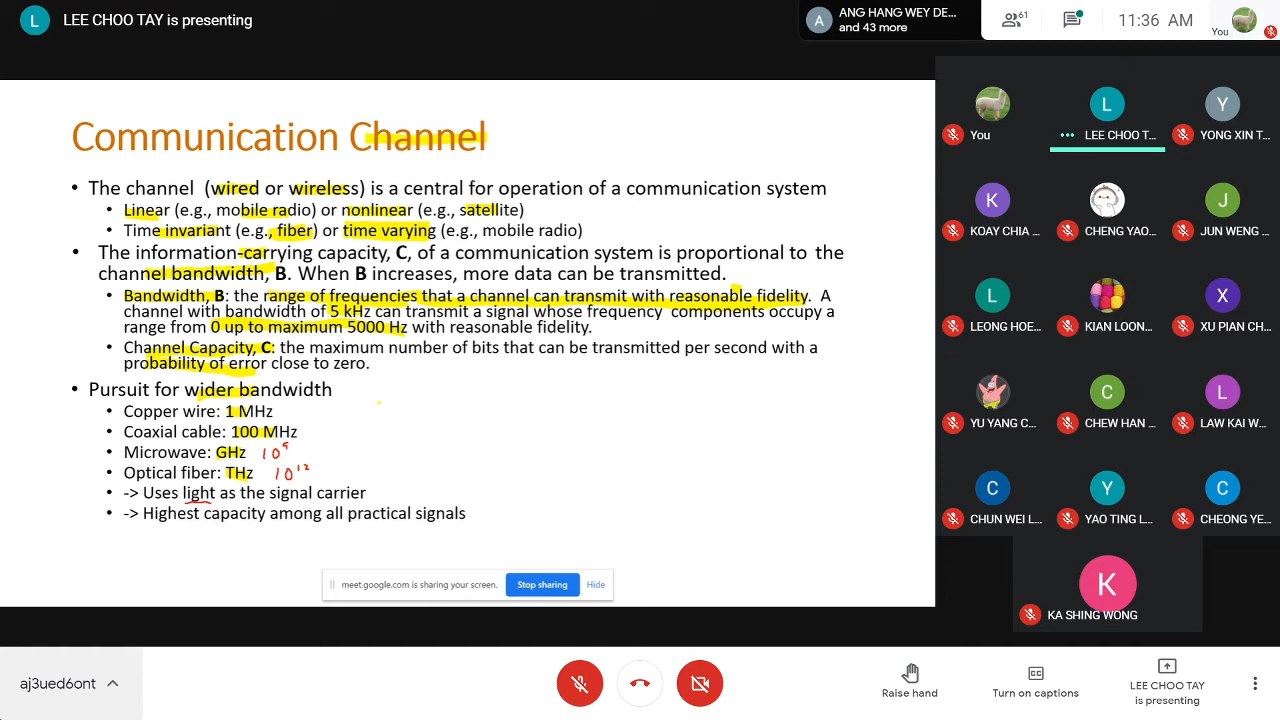 L LEE CHOO TAY is presenting
A ANG HANG WEY DE...
and 43 more
61
11:36 AM
You
Communication Channel
• The channel (wired or wireless) is a central for operation of a communication system
• Linear (e.g., mobile radio) or nonlinear (e.g., satellite)
• Time invariant (e.g., fiber) or time varying (e.g., mobile radio)
• The information-carrying capacity, C, of a communication system is proportional to the
channel bandwidth, B. When B increases, more data can be transmitted.
• Bandwidth, B: the range of frequencies that a channel can transmit with reasonable fidelity. A
channel with bandwidth of 5 kHz can transmit a signal whose frequency components occupy a
range from 0 up to maximum 5000 Hz with reasonable fidelity.
• Channel Capacity, C: the maximum number of bits that can be transmitted per second with a
probability of error close to zero.
• Pursuit for wider bandwidth
• Copper wire: 1 MHz
• Coaxial cable: 100 MHz
• Microwave: GHz 10⁹
• Optical fiber: THz 10¹²
• -> Uses light as the signal carrier
• -> Highest capacity among all practical signals
meet.google.com is sharing your screen. Stop sharing Hide
You
L
LEE CHOO T...
Y
YONG XIN T...
K
KOAY CHIA ...
CHENG YAO...
J
JUN WENG ...
L
LEONG HOE...
KIAN LOON...
X
XU PIAN CH...
YU YANG C...
C
CHEW HAN ...
L
LAW KAI W...
C
CHUN WEI L...
Y
YAO TING L...
C
CHEONG YE...
K
KA SHING WONG
aj3ued6ont
Raise hand
CC
Turn on captions
LEE CHOO TAY
is presenting